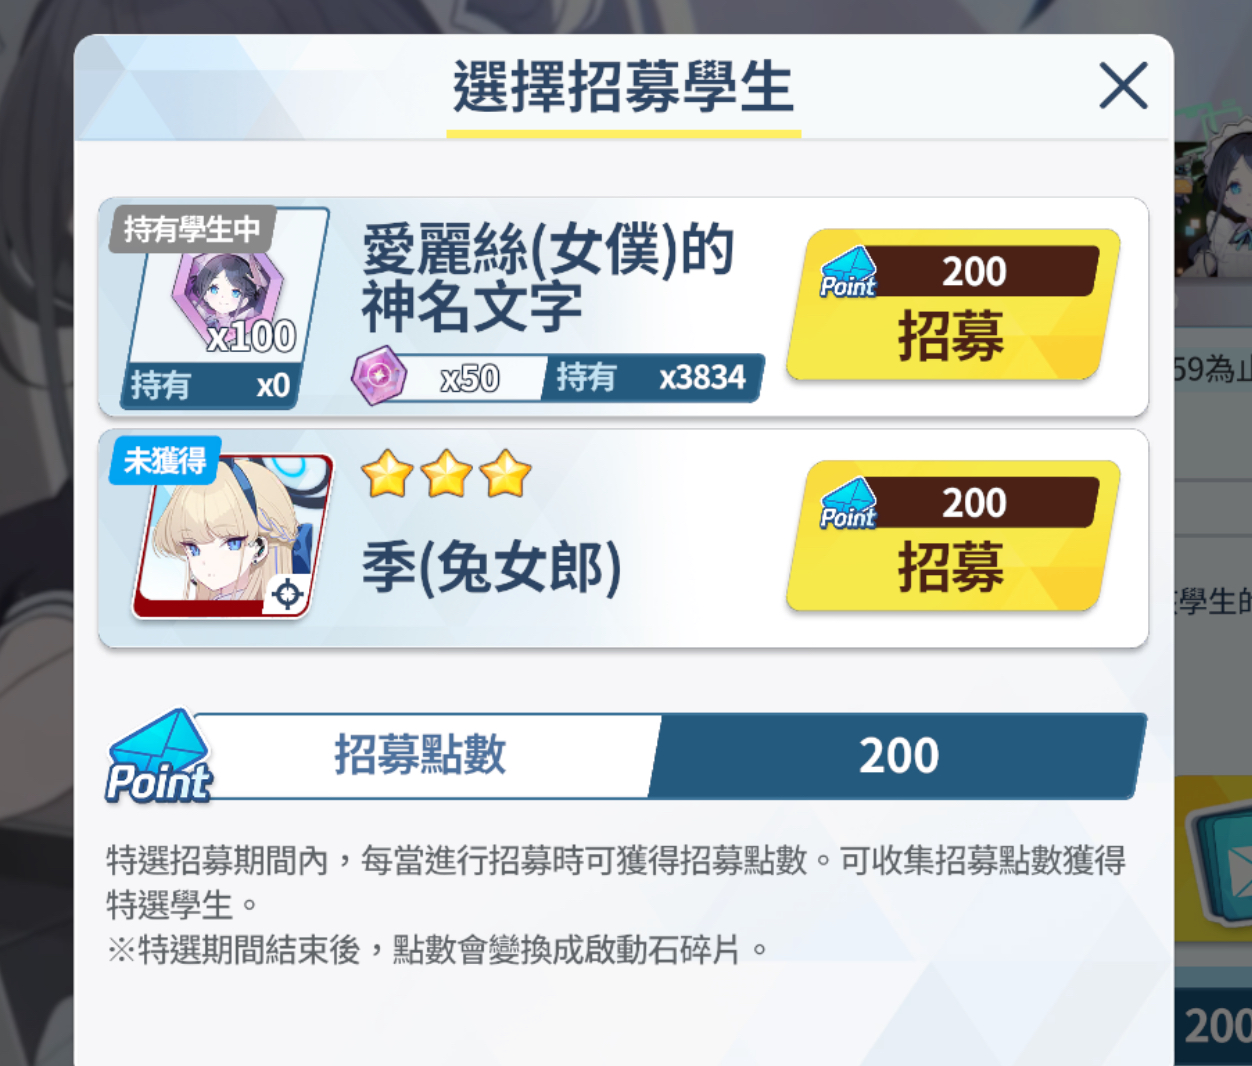 選擇招募學生
持有學生中
x100
持有 x0
愛麗絲(女僕)的
神名文字
x50 持有 x3834
Point 200
招募
未獲得
季(兔女郎)
Point 200
招募
Point 招募點數 200
特選招募期間內，每當進行招募時可獲得招募點數。可收集招募點數獲得
特選學生。
※特選期間結束後，點數會變換成啟動石碎片。
59為止
學生的
200